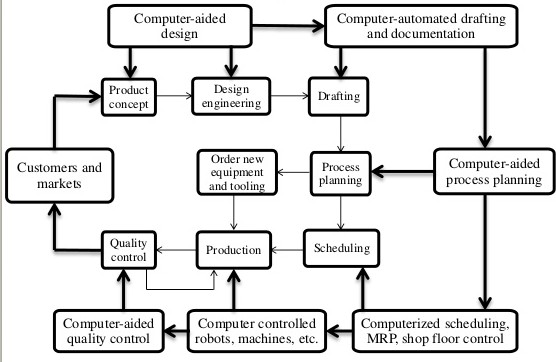 Computer-aided
design
Computer-automated drafting
and documentation
Product
concept
Design
engineering
Drafting
Customers and
markets
Order new
equipment
and tooling
Process
planning
Computer-aided
process planning
Quality
control
Production
Scheduling
Computer-aided
quality control
Computer controlled
robots, machines, etc.
Computerized scheduling,
MRP, shop floor control